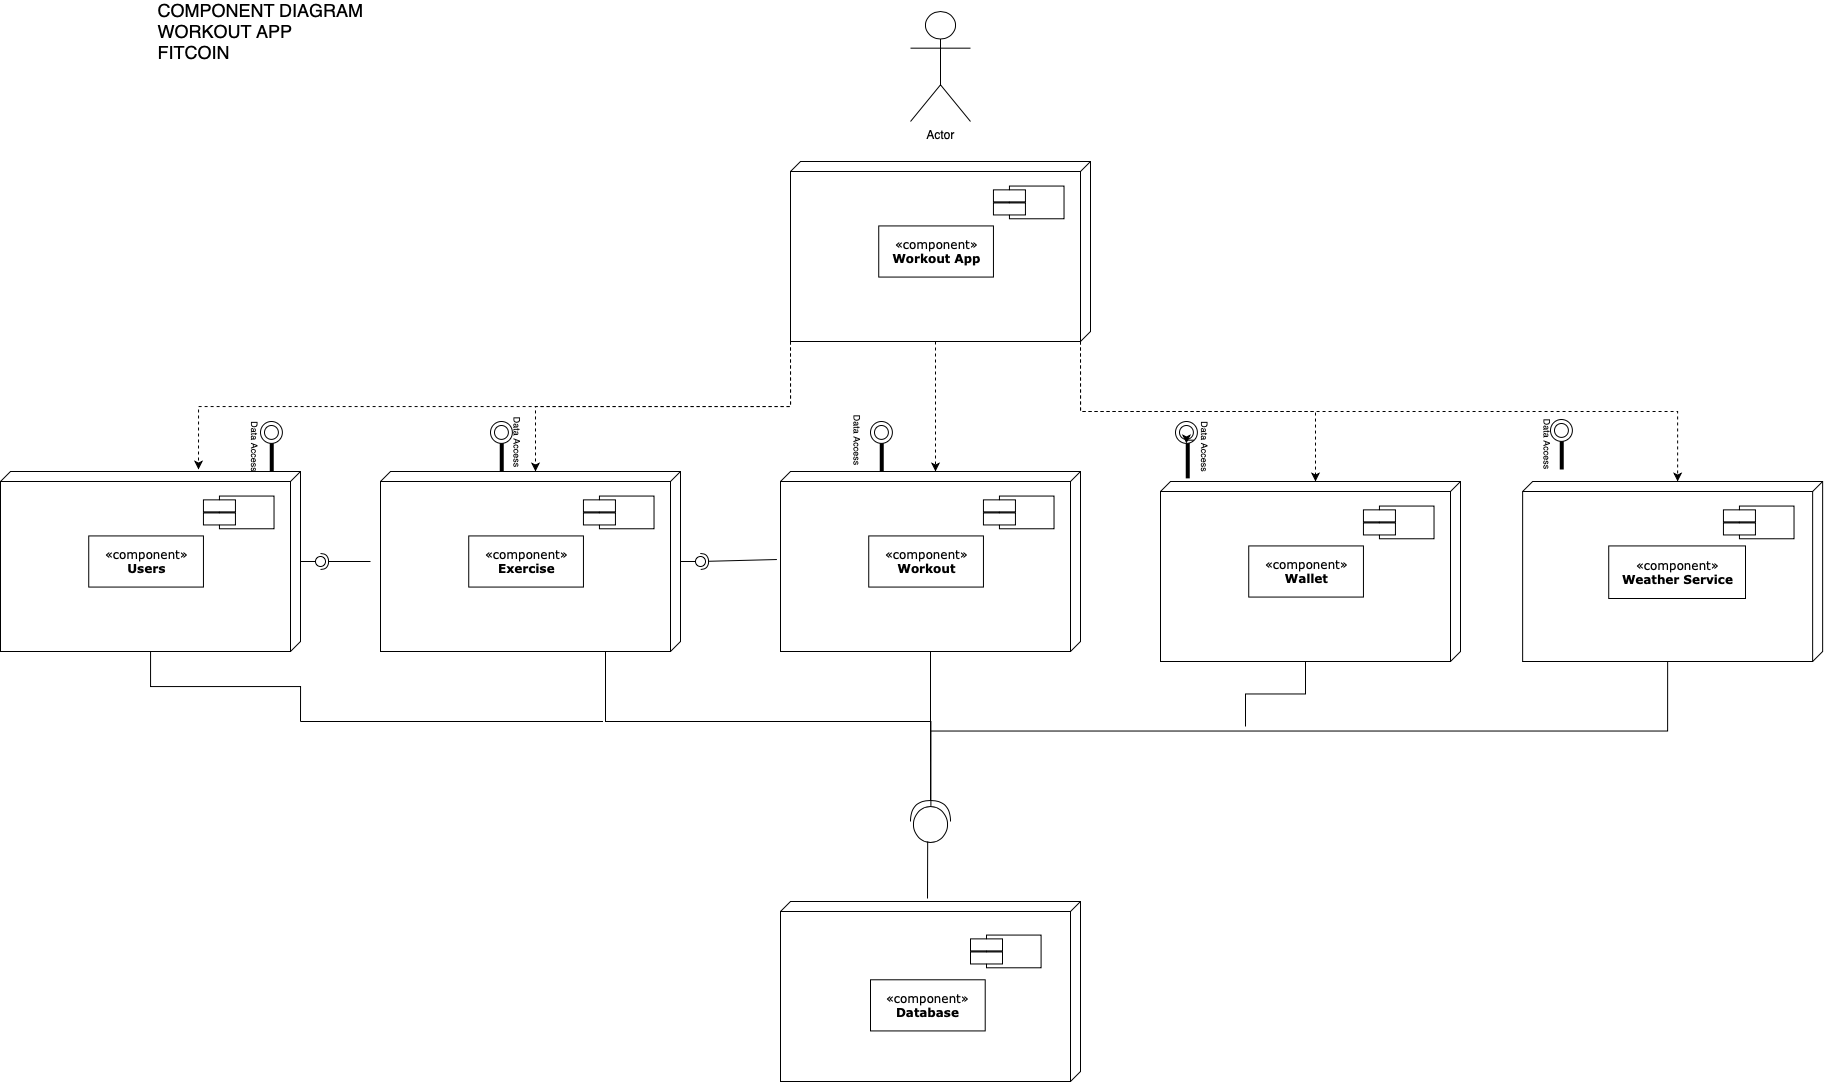 COMPONENT DIAGRAM
WORKOUT APP
FITCOIN
Actor
«component»
Workout App
Data Access
Data Access
Data Access
Data Access
Data Access
«component»
Users
«component»
Exercise
«component»
Workout
«component»
Wallet
«component»
Weather Service
«component»
Database